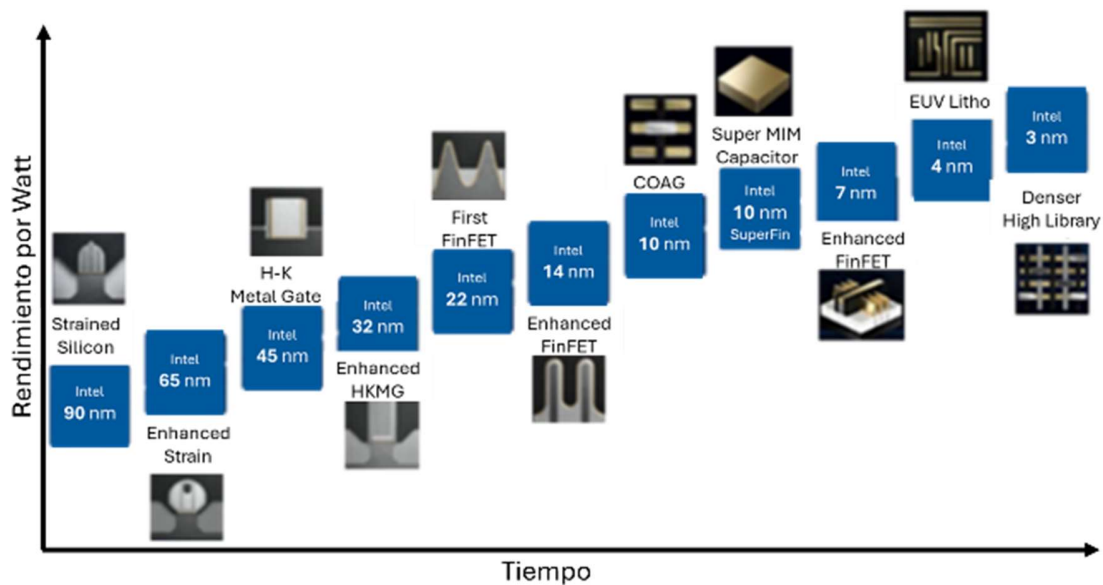 Rendimiento por Watt
Strained
Silicon
Intel
90 nm
Intel
65 nm
Enhanced
Strain
H-K
Metal Gate
Intel
45 nm
Intel
32 nm
Enhanced
HKMG
First
FinFET
Intel
22 nm
Intel
14 nm
Enhanced
FinFET
COAG
Intel
10 nm
Super MIM
Capacitor
Intel
10 nm
SuperFin
Intel
7 nm
Enhanced
FinFET
EUV Litho
Intel
4 nm
Intel
3 nm
Denser
High Library
Tiempo